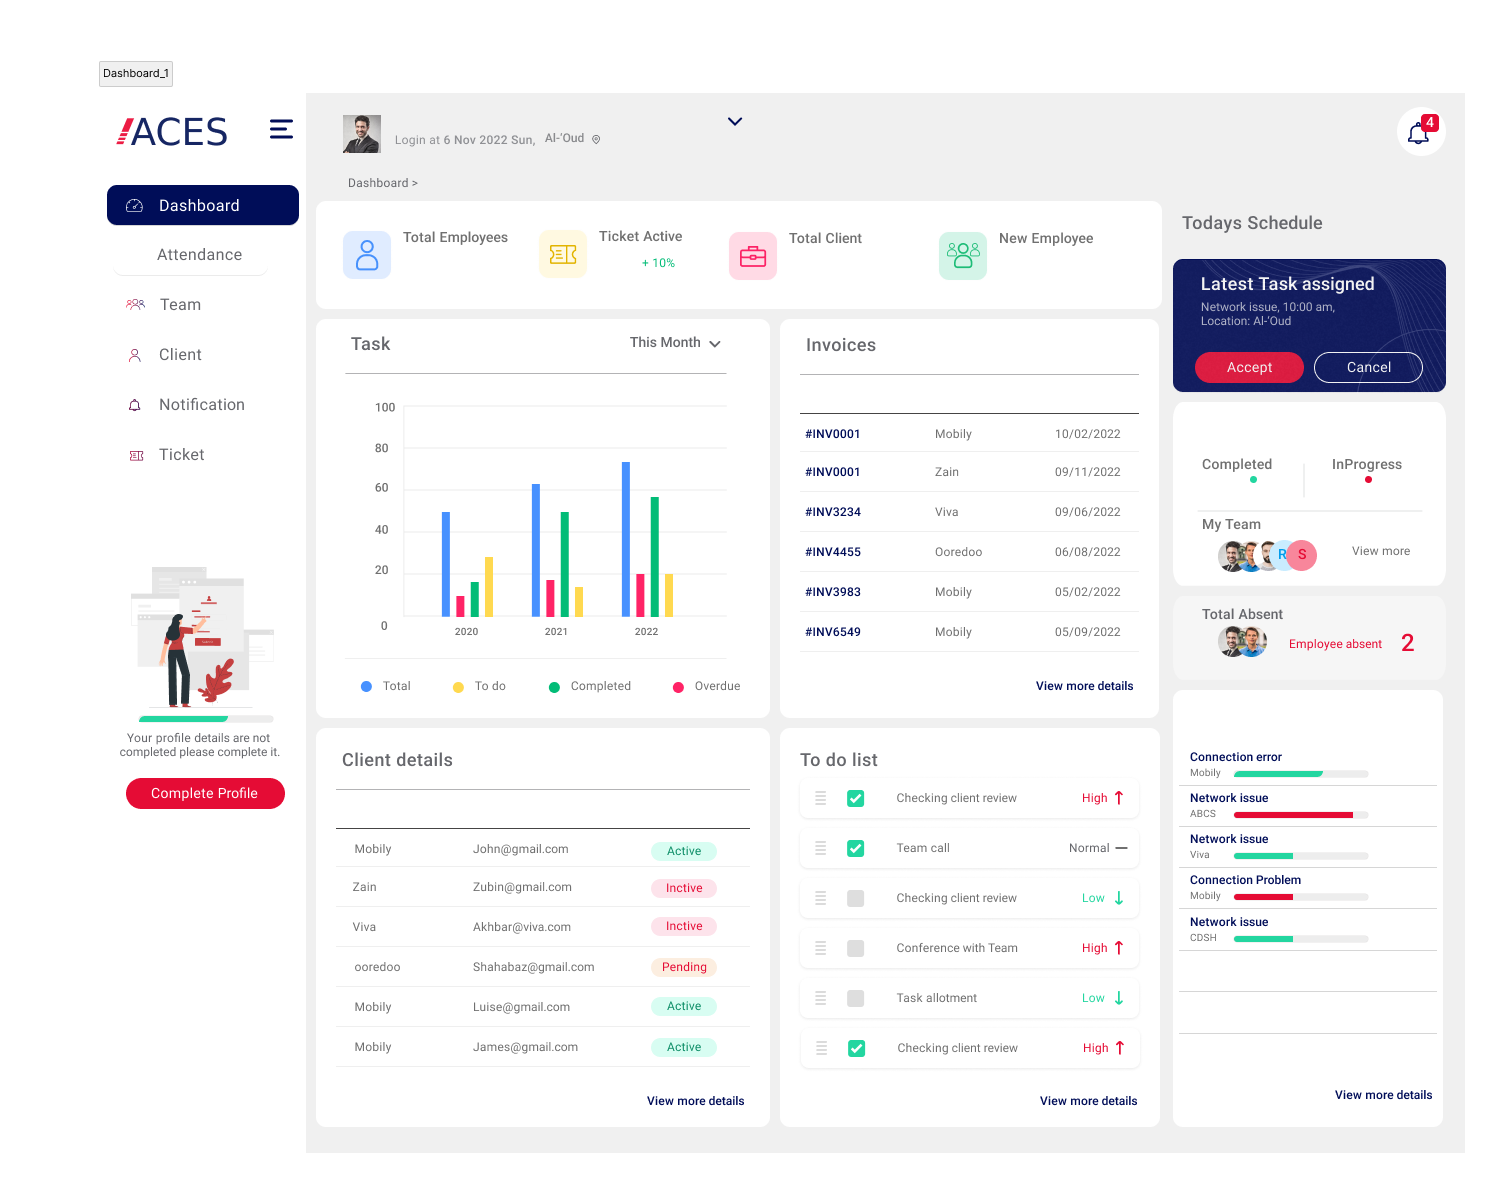 Dashboard_1
ACES
Login at 6 Nov 2022 Sun, Al-'Oud
4
Dashboard >
Dashboard
Attendance
Team
Client
Notification
Ticket
Your profile details are not
completed please complete it.
Complete Profile
Total Employees
Ticket Active
+ 10%
Total Client
New Employee
Task
This Month
100
80
60
40
20
0
2020 2021 2022
Total To do Completed Overdue
Invoices
#INV0001 Mobily 10/02/2022
#INV0001 Zain 09/11/2022
#INV3234 Viva 09/06/2022
#INV4455 Ooredoo 06/08/2022
#INV3983 Mobily 05/02/2022
#INV6549 Mobily 05/09/2022
View more details
Client details
Mobily John@gmail.com Active
Zain Zubin@gmail.com Inctive
Viva Akhbar@viva.com Inctive
ooredoo Shahabaz@gmail.com Pending
Mobily Luise@gmail.com Active
Mobily James@gmail.com Active
View more details
To do list
Checking client review High
Team call Normal
Checking client review Low
Conference with Team High
Task allotment Low
Checking client review High
View more details
Todays Schedule
Latest Task assigned
Network issue, 10:00 am,
Location: Al-'Oud
Accept Cancel
Completed InProgress
My Team
R S
View more
Total Absent
Employee absent 2
Connection error
Mobily
Network issue
ABCS
Network issue
Viva
Connection Problem
Mobily
Network issue
CDSH
View more details